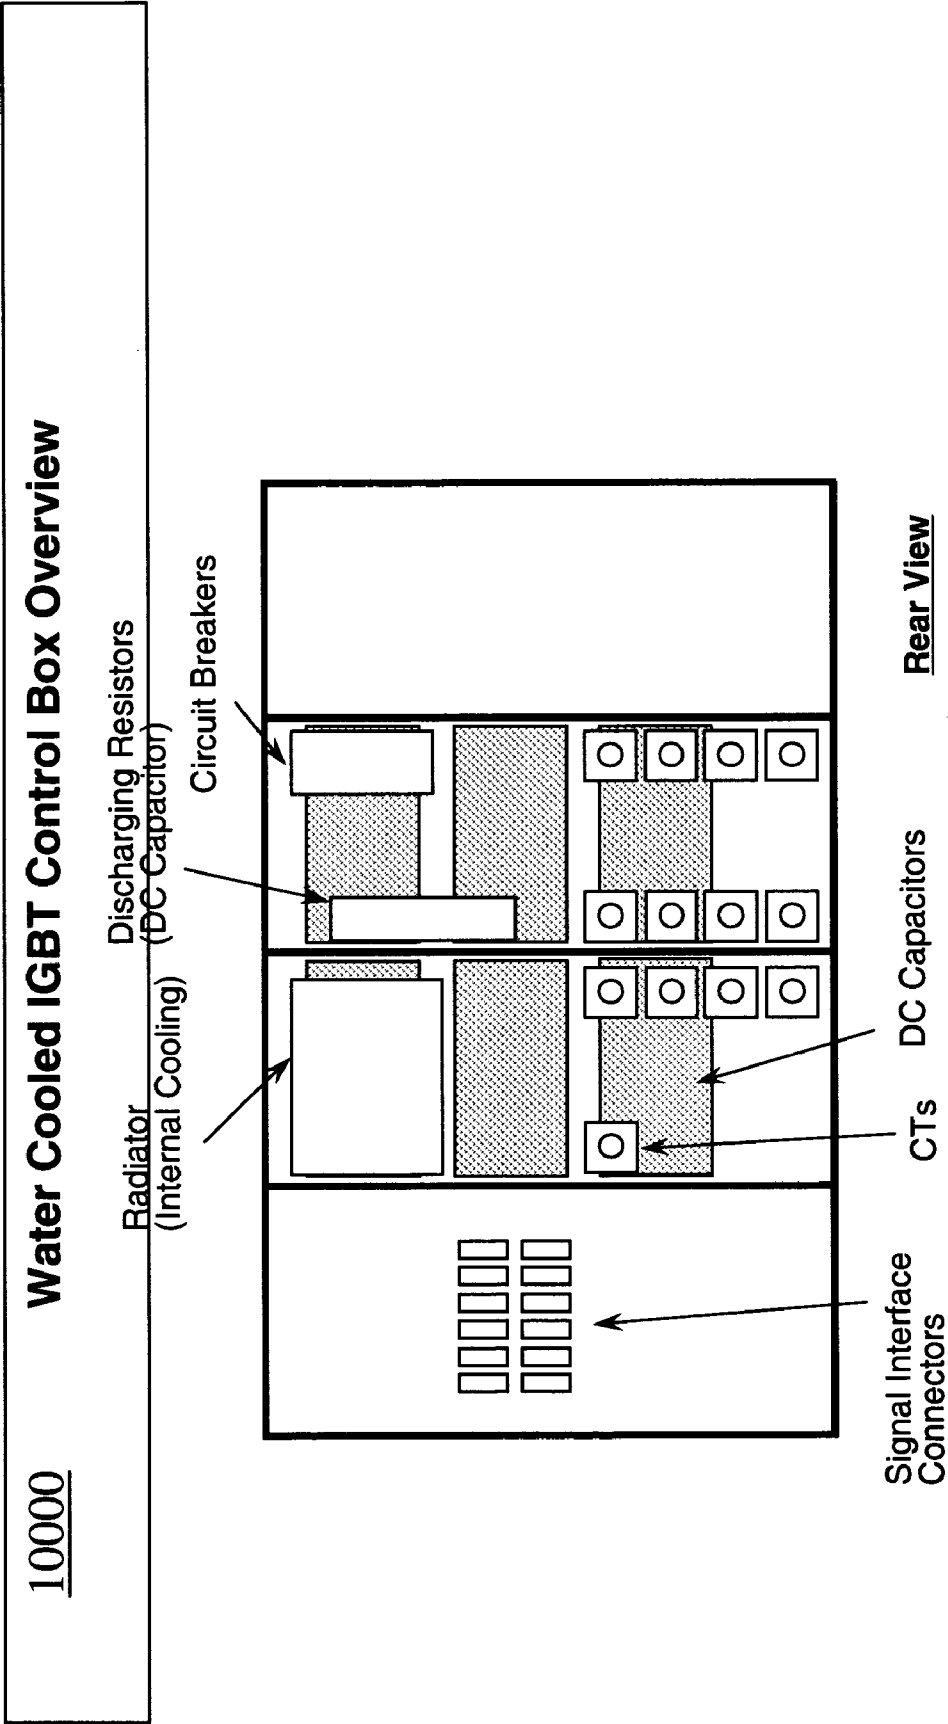 10000
Water Cooled IGBT Control Box Overview
Radiator
(Internal Cooling)
Discharging Resistors
(DC Capacitor)
Circuit Breakers
Signal Interface
Connectors
CTs
DC Capacitors
Rear View